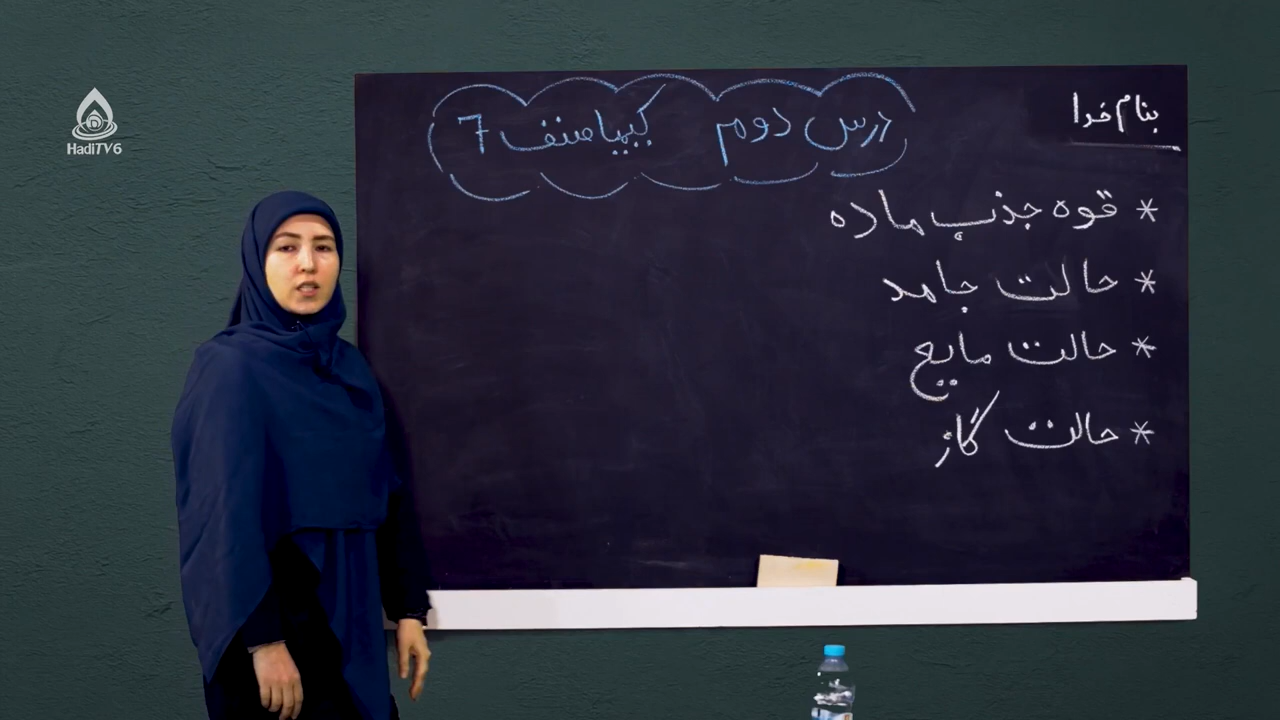 بنام خدا
درس دوم کیمیا صنف 7
* قوه جذب ماده
* حالت جامد
* حالت مایع
* حالت گاز
HadiTV6